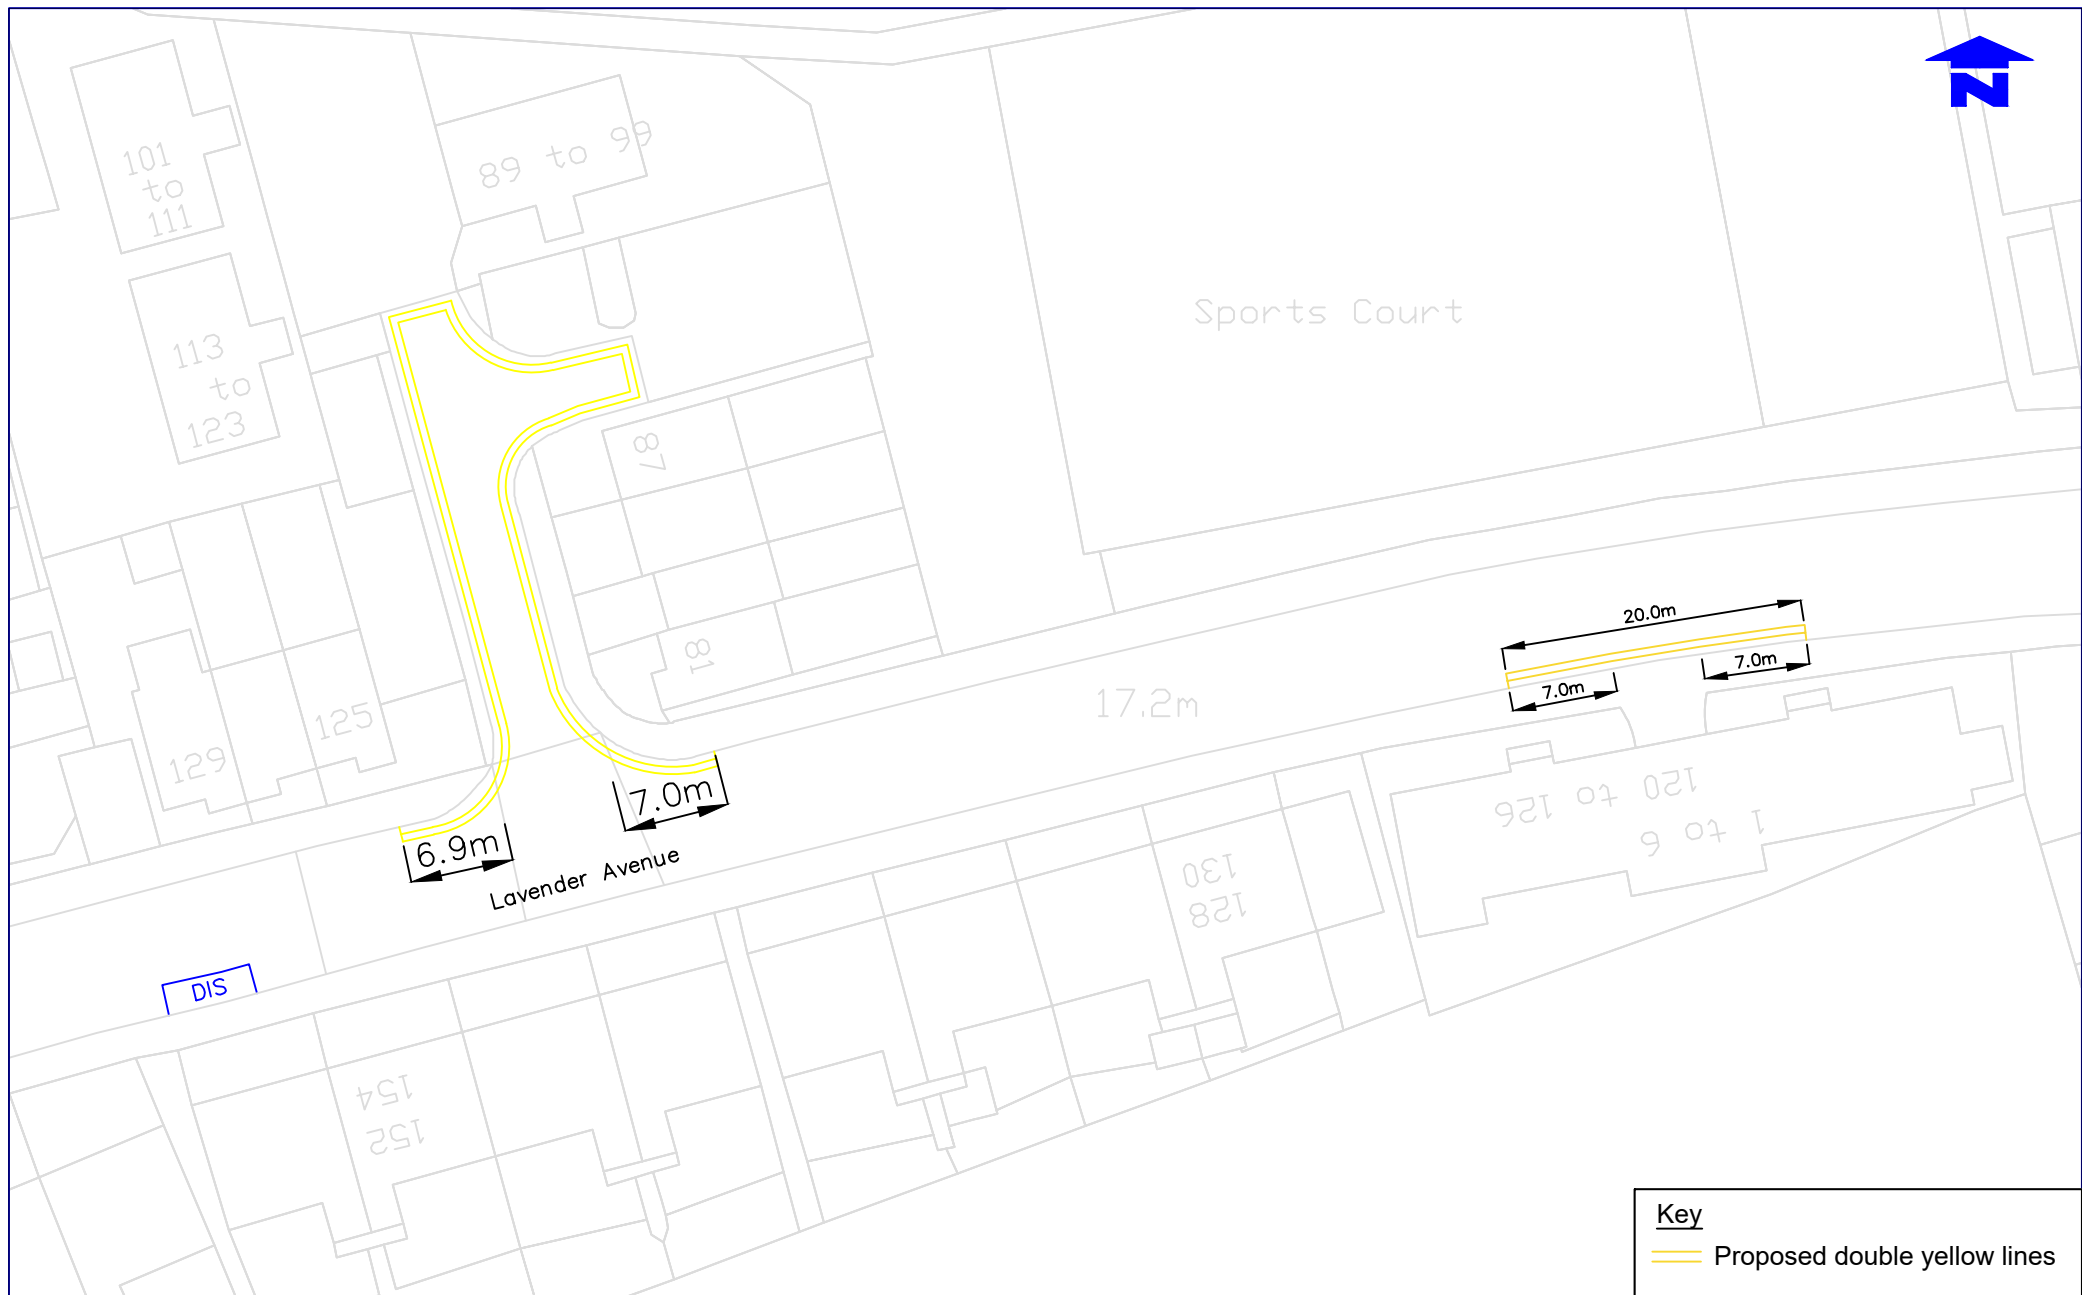 N
101
to
111
89 to 99
113
to
123
Sports Court
87
81
125
129
17.2m
20.0m
7.0m
7.0m
7.0m
6.9m
Lavender Avenue
DIS
120 to 126
1 to 6
130
128
154
152
Key
Proposed double yellow lines